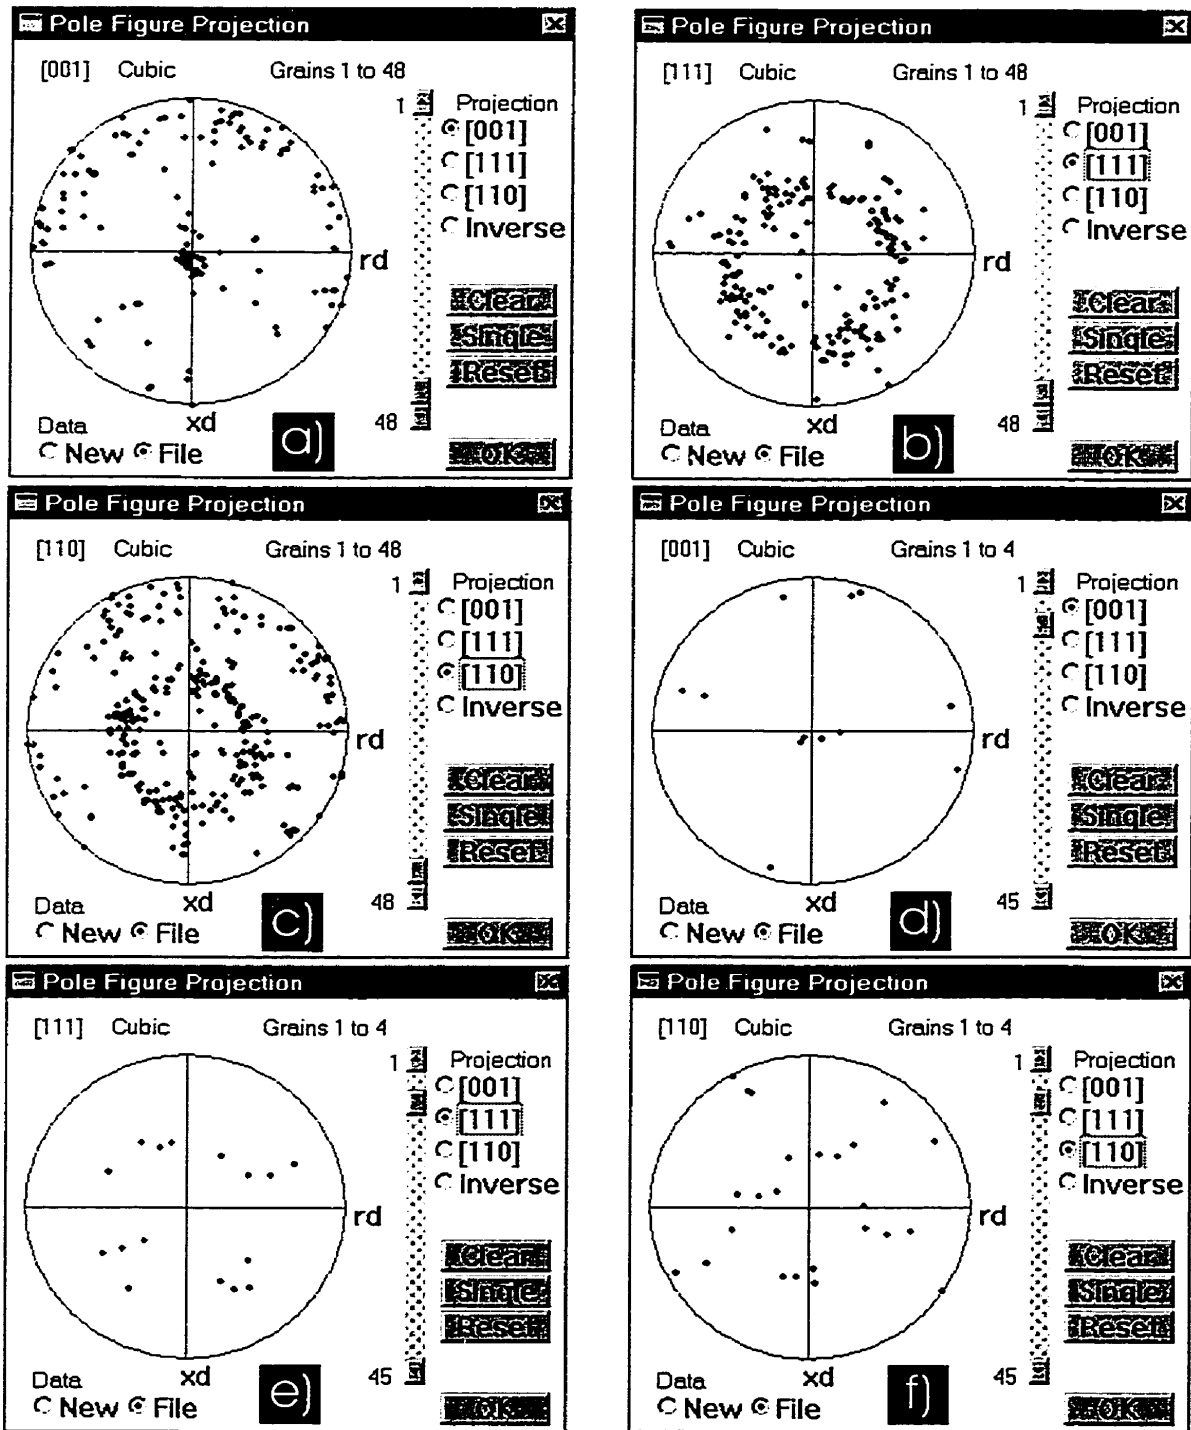 Pole Figure Projection
[001] Cubic Grains 1 to 48
1 Projection
[001]
[111]
[110]
Inverse
rd
Clear
Single
Reset
xd
48
Data
New File
a)
OK
Pole Figure Projection
[111] Cubic Grains 1 to 48
1 Projection
[001]
[111]
[110]
Inverse
rd
Clear
Single
Reset
xd
48
Data
New File
b)
OK
Pole Figure Projection
[110] Cubic Grains 1 to 48
1 Projection
[001]
[111]
[110]
Inverse
rd
Clear
Single
Reset
xd
48
Data
New File
c)
OK
Pole Figure Projection
[001] Cubic Grains 1 to 4
1 Projection
[001]
[111]
[110]
Inverse
rd
Clear
Single
Reset
xd
45
Data
New File
d)
OK
Pole Figure Projection
[111] Cubic Grains 1 to 4
1 Projection
[001]
[111]
[110]
Inverse
rd
Clear
Single
Reset
xd
45
Data
New File
e)
OK
Pole Figure Projection
[110] Cubic Grains 1 to 4
1 Projection
[001]
[111]
[110]
Inverse
rd
Clear
Single
Reset
xd
45
Data
New File
f)
OK